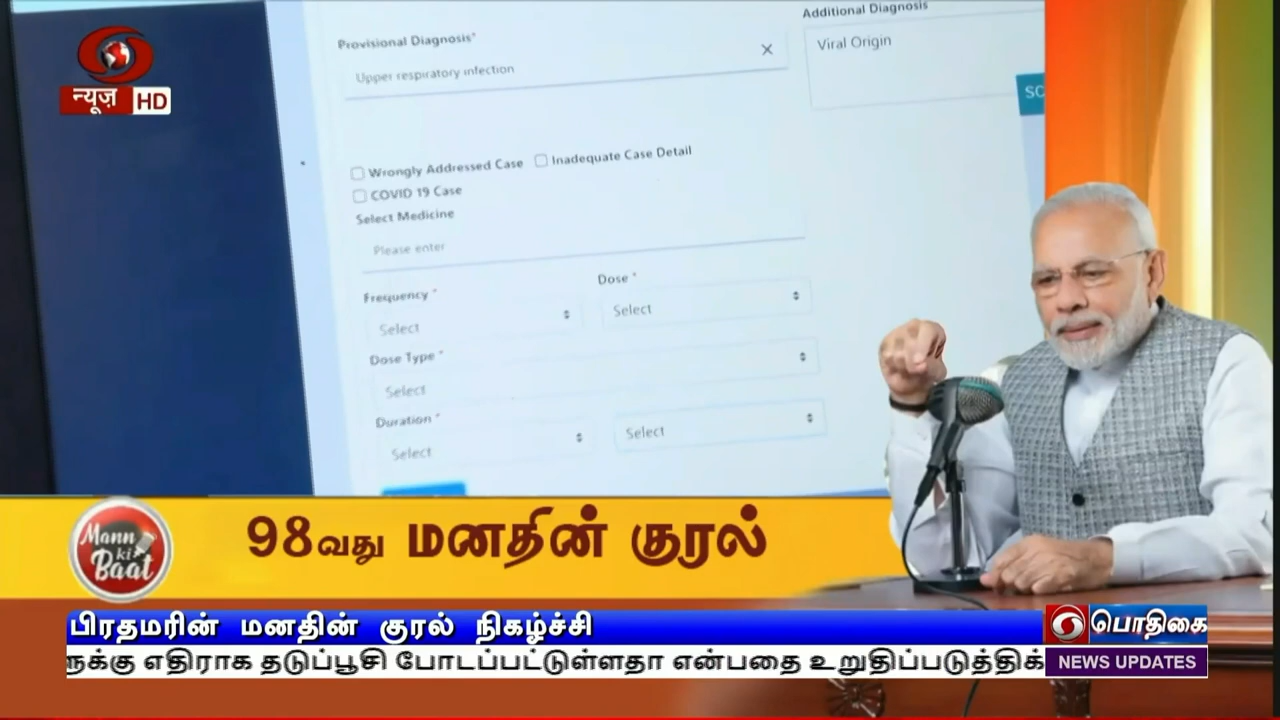 Additional Diagnosis
Provisional Diagnosis*
Viral Origin
Upper respiratory infection
न्यूज़ HD
Wrongly Addressed Case
Inadequate Case Detail
COVID 19 Case
Select Medicine
Please enter
Frequency *
Dose *
Select
Select
Dose Type *
Select
Duration *
Select
Select
Mann
ki
Baat
98வது மனதின் குரல்
பிரதமரின் மனதின் குரல் நிகழ்ச்சி
பொதிகை
எதிராக தடுப்பூசி போடப்பட்டுள்ளதா என்பதை உறுதிப்படுத்திக்
NEWS UPDATES